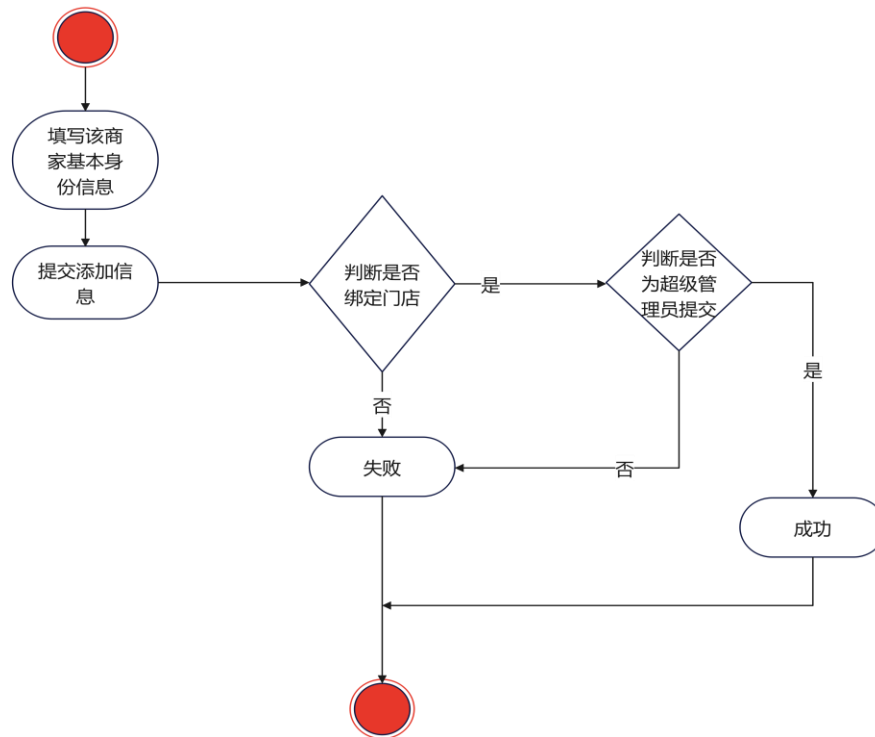 填写该商
家基本身
份信息
提交添加信
息
判断是否
绑定门店
是
判断是否
为超级管
理员提交
是
否
失败
否
成功